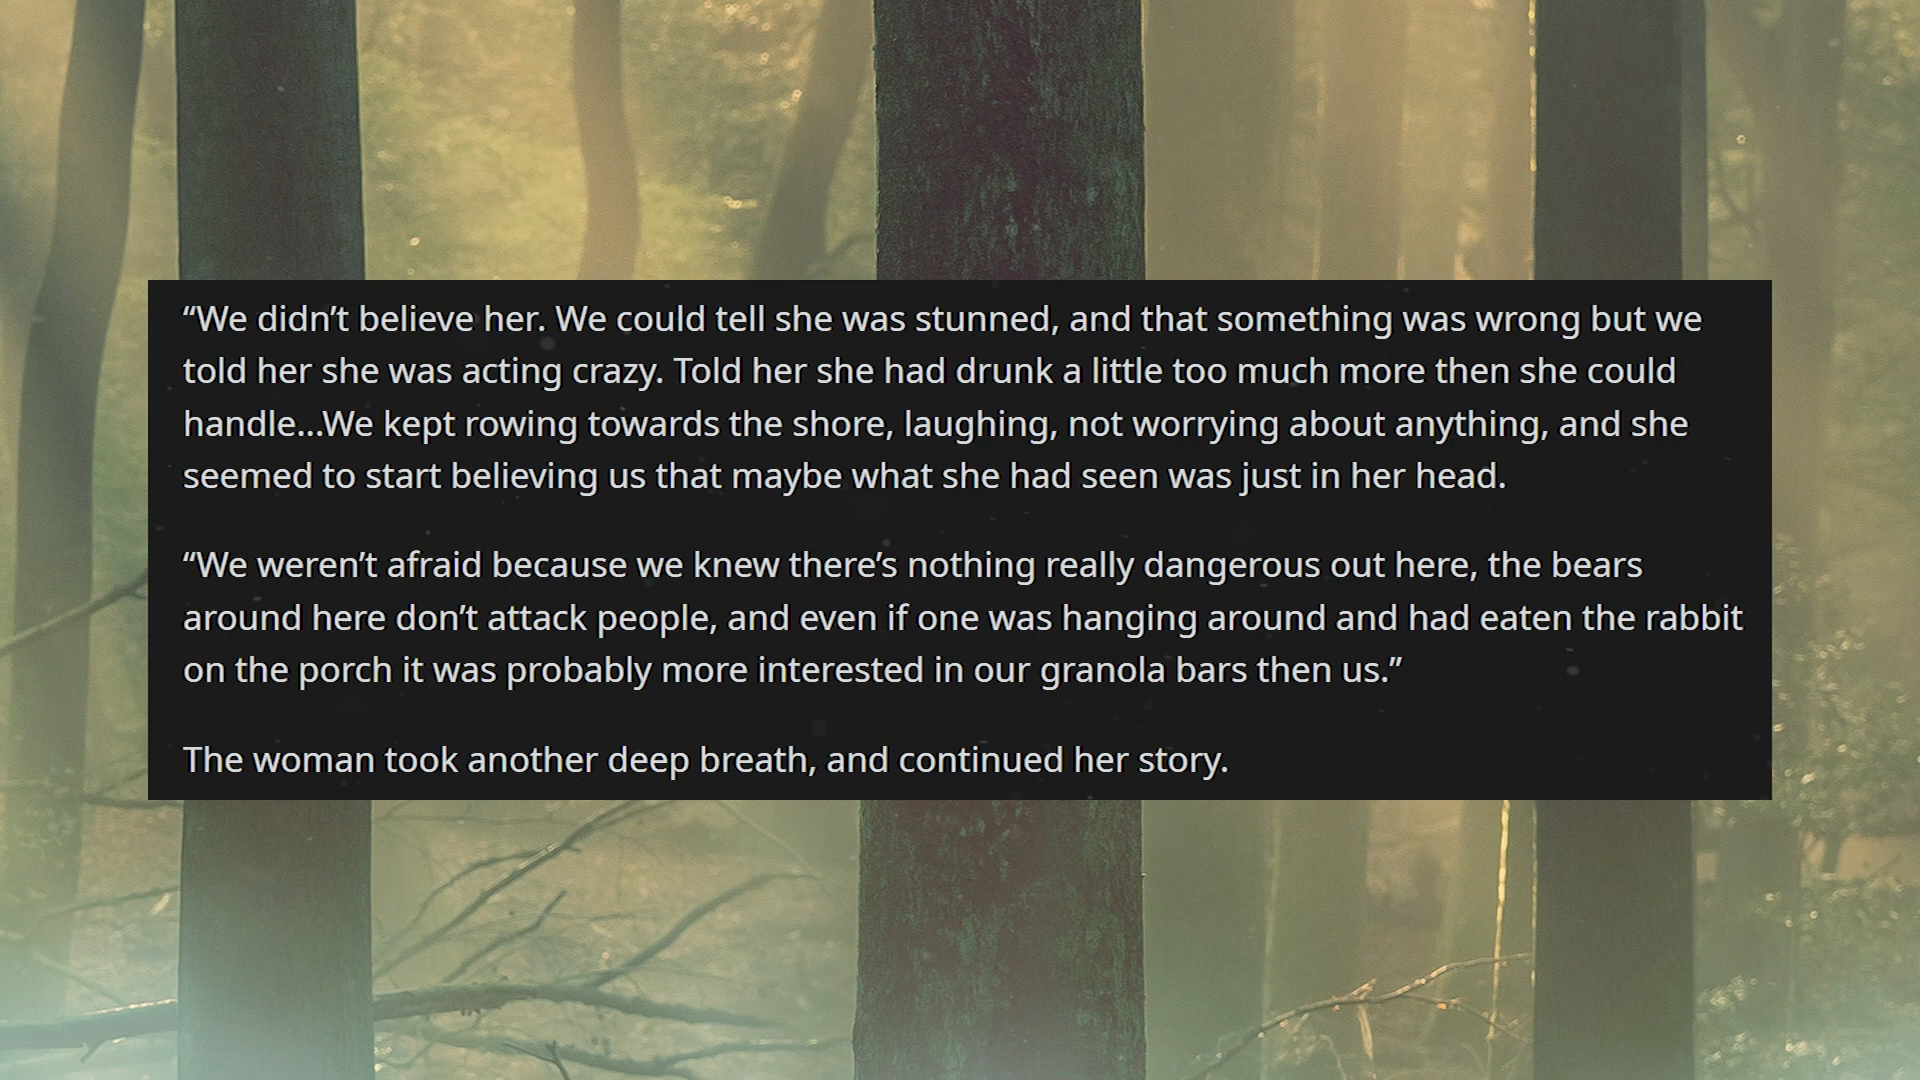 “We didn’t believe her. We could tell she was stunned, and that something was wrong but we
told her she was acting crazy. Told her she had drunk a little too much more then she could
handle...We kept rowing towards the shore, laughing, not worrying about anything, and she
seemed to start believing us that maybe what she had seen was just in her head.
“We weren’t afraid because we knew there’s nothing really dangerous out here, the bears
around here don’t attack people, and even if one was hanging around and had eaten the rabbit
on the porch it was probably more interested in our granola bars then us.”
The woman took another deep breath, and continued her story.